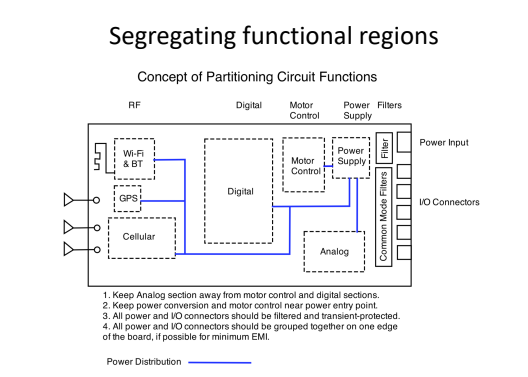 Segregating functional regions
Concept of Partitioning Circuit Functions
RF Digital Motor Control Power Supply Filters
Wi-Fi
& BT
GPS
Cellular
Digital
Motor
Control
Power
Supply
Analog
Filter
Common Mode Filters
Power Input
I/O Connectors
1. Keep Analog section away from motor control and digital sections.
2. Keep power conversion and motor control near power entry point.
3. All power and I/O connectors should be filtered and transient-protected.
4. All power and I/O connectors should be grouped together on one edge
of the board, if possible for minimum EMI.
Power Distribution